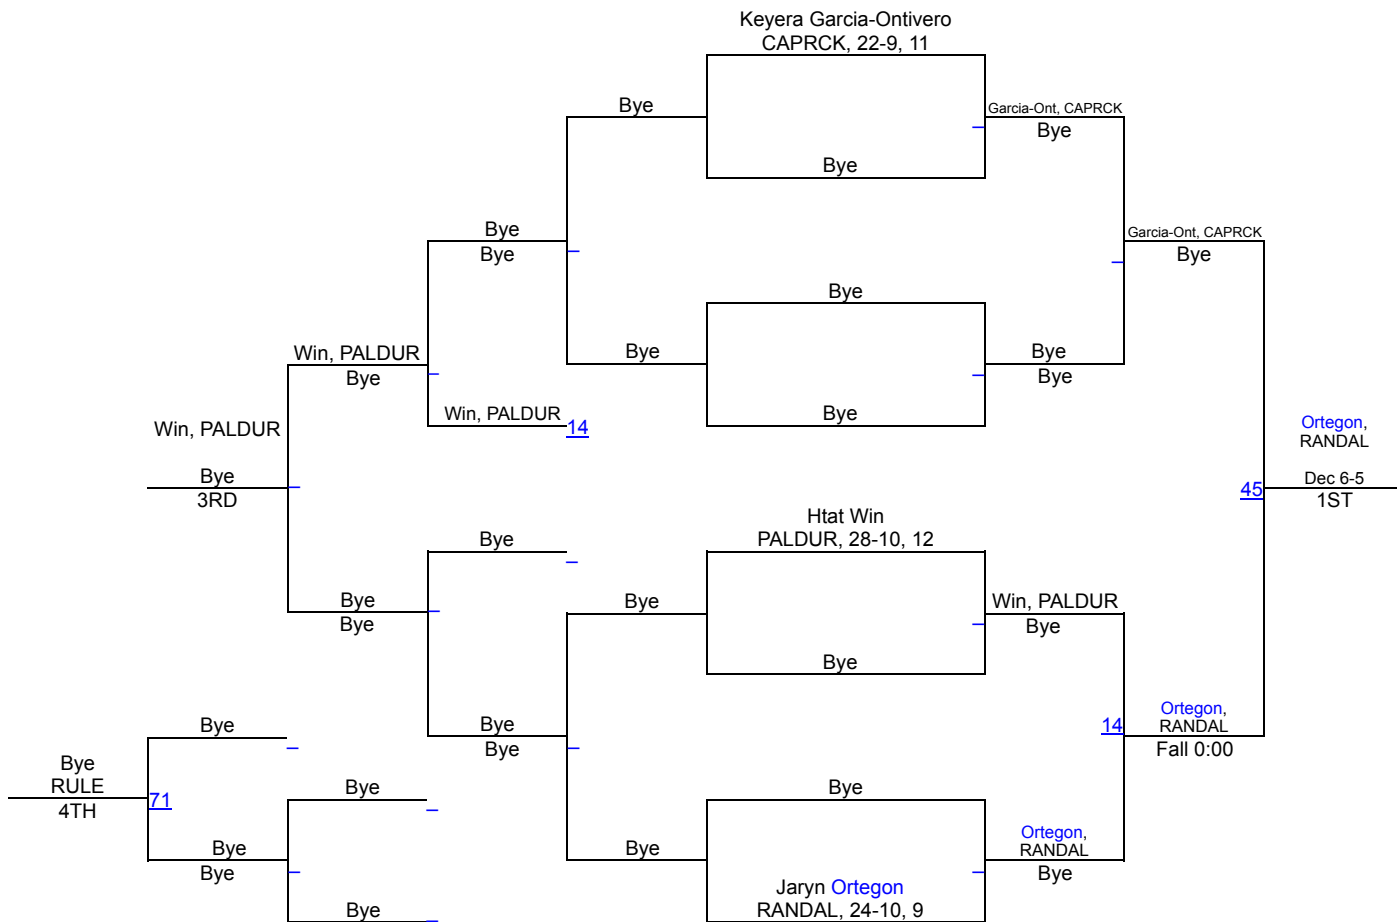 Keyera Garcia-Ontivero
CAPRCK, 22-9, 11
Bye
Garcia-Ont, CAPRCK
Bye
Bye
Bye
Bye
Garcia-Ont, CAPRCK
Bye
Bye
Win, PALDUR
Bye
Bye
Bye
Bye
Win, PALDUR
14
Bye
Win, PALDUR
Bye
3RD
Ortegon,
RANDAL
45
Dec 6-5
1ST
Htat Win
PALDUR, 28-10, 12
Bye
Bye
Bye
Bye
Win, PALDUR
Bye
Bye
Bye
Bye
Bye
14
Ortegon,
RANDAL
Fall 0:00
Bye
RULE
4TH
71
Bye
Bye
Bye
Bye
Bye
Ortegon,
RANDAL
Bye
Jaryn Ortegon
RANDAL, 24-10, 9
Bye